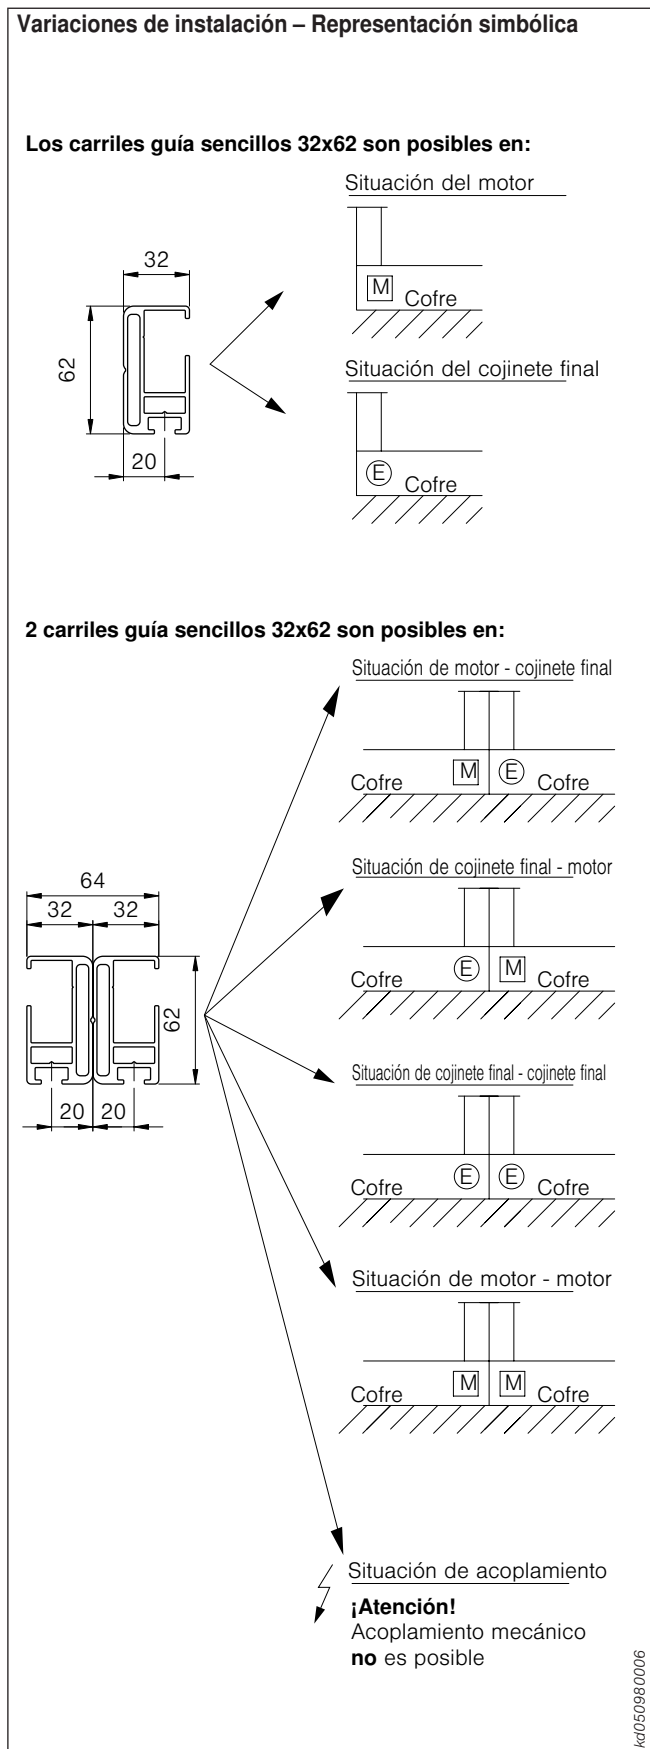 Variaciones de instalación – Representación simbólica
Los carriles guía sencillos 32x62 son posibles en:
Situación del motor
32
62
20
M
Cofre
Situación del cojinete final
E
Cofre
2 carriles guía sencillos 32x62 son posibles en:
Situación de motor - cojinete final
Cofre M E Cofre
Situación de cojinete final - motor
Cofre E M Cofre
64
32 32
62
20 20
Situación de cojinete final - cojinete final
Cofre E E Cofre
Situación de motor - motor
Cofre M M Cofre
Situación de acoplamiento
¡Atención!
Acoplamiento mecánico
no es posible
kd050980006